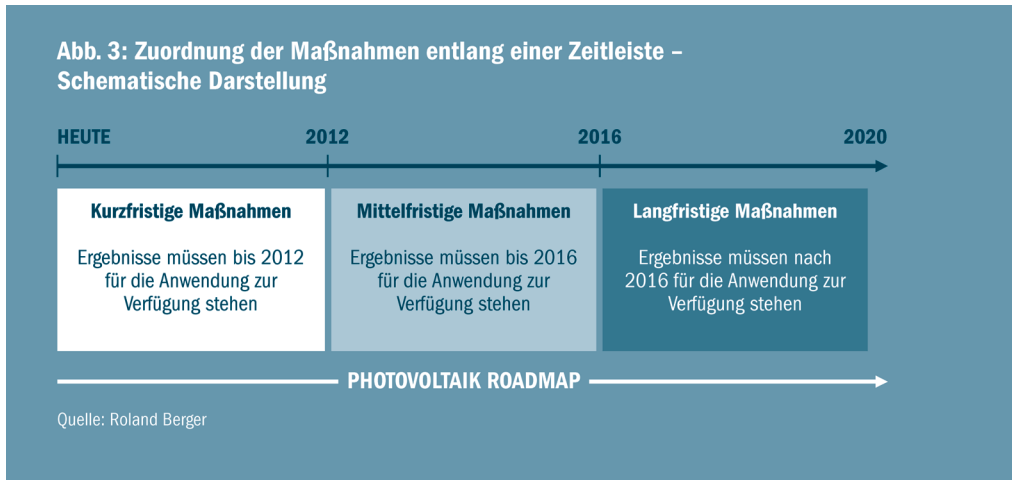 Abb. 3: Zuordnung der Maßnahmen entlang einer Zeitleiste –
Schematische Darstellung
HEUTE 2012 2016 2020
Kurzfristige Maßnahmen
Ergebnisse müssen bis 2012
für die Anwendung zur
Verfügung stehen
Mittelfristige Maßnahmen
Ergebnisse müssen bis 2016
für die Anwendung zur
Verfügung stehen
Langfristige Maßnahmen
Ergebnisse müssen nach
2016 für die Anwendung zur
Verfügung stehen
PHOTOVOLTAIK ROADMAP
Quelle: Roland Berger